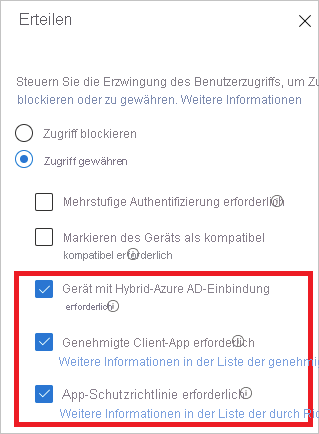 Erteilen
Steuern Sie die Erzwingung des Benutzerzugriffs, um Zu
blockieren oder zu gewähren. Weitere Informationen
Zugriff blockieren
Zugriff gewähren
Mehrstufige Authentifizierung erforderlich
Markieren des Geräts als kompatibel
kompatibel erforderlich
Gerät mit Hybrid-Azure AD-Einbindung
erforderlich
Genehmigte Client-App erforderlich
Weitere Informationen in der Liste der genehmig
App-Schutzrichtlinie erforderlich
Weitere Informationen in der Liste der durch Ric